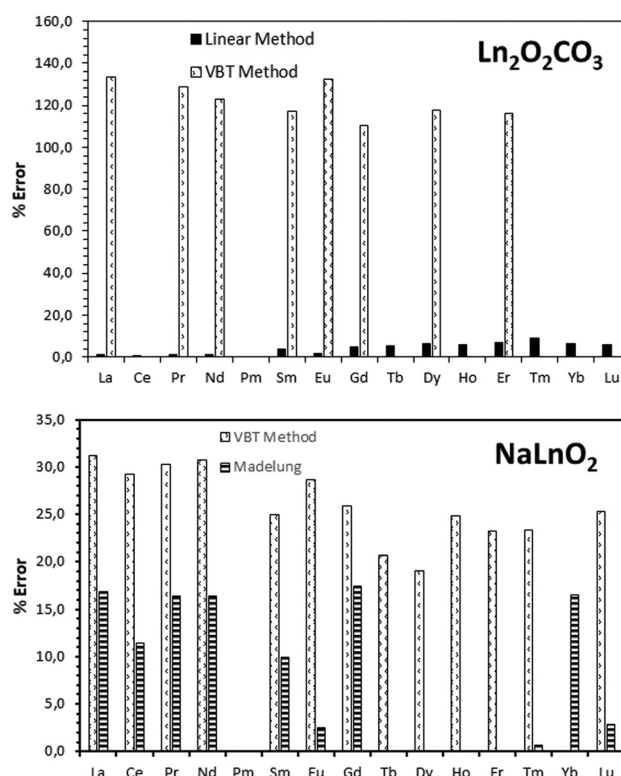 160,0
140,0
120,0
100,0
80,0
60,0
40,0
20,0
0,0
% Error
Linear Method
VBT Method
Ln2O2CO3
La Ce Pr Nd Pm Sm Eu Gd Tb Dy Ho Er Tm Yb Lu
35,0
30,0
25,0
20,0
15,0
10,0
5,0
0,0
% Error
VBT Method
Madelung
NaLnO2
La Ce Pr Nd Pm Sm Eu Gd Tb Dy Ho Er Tm Yb Lu